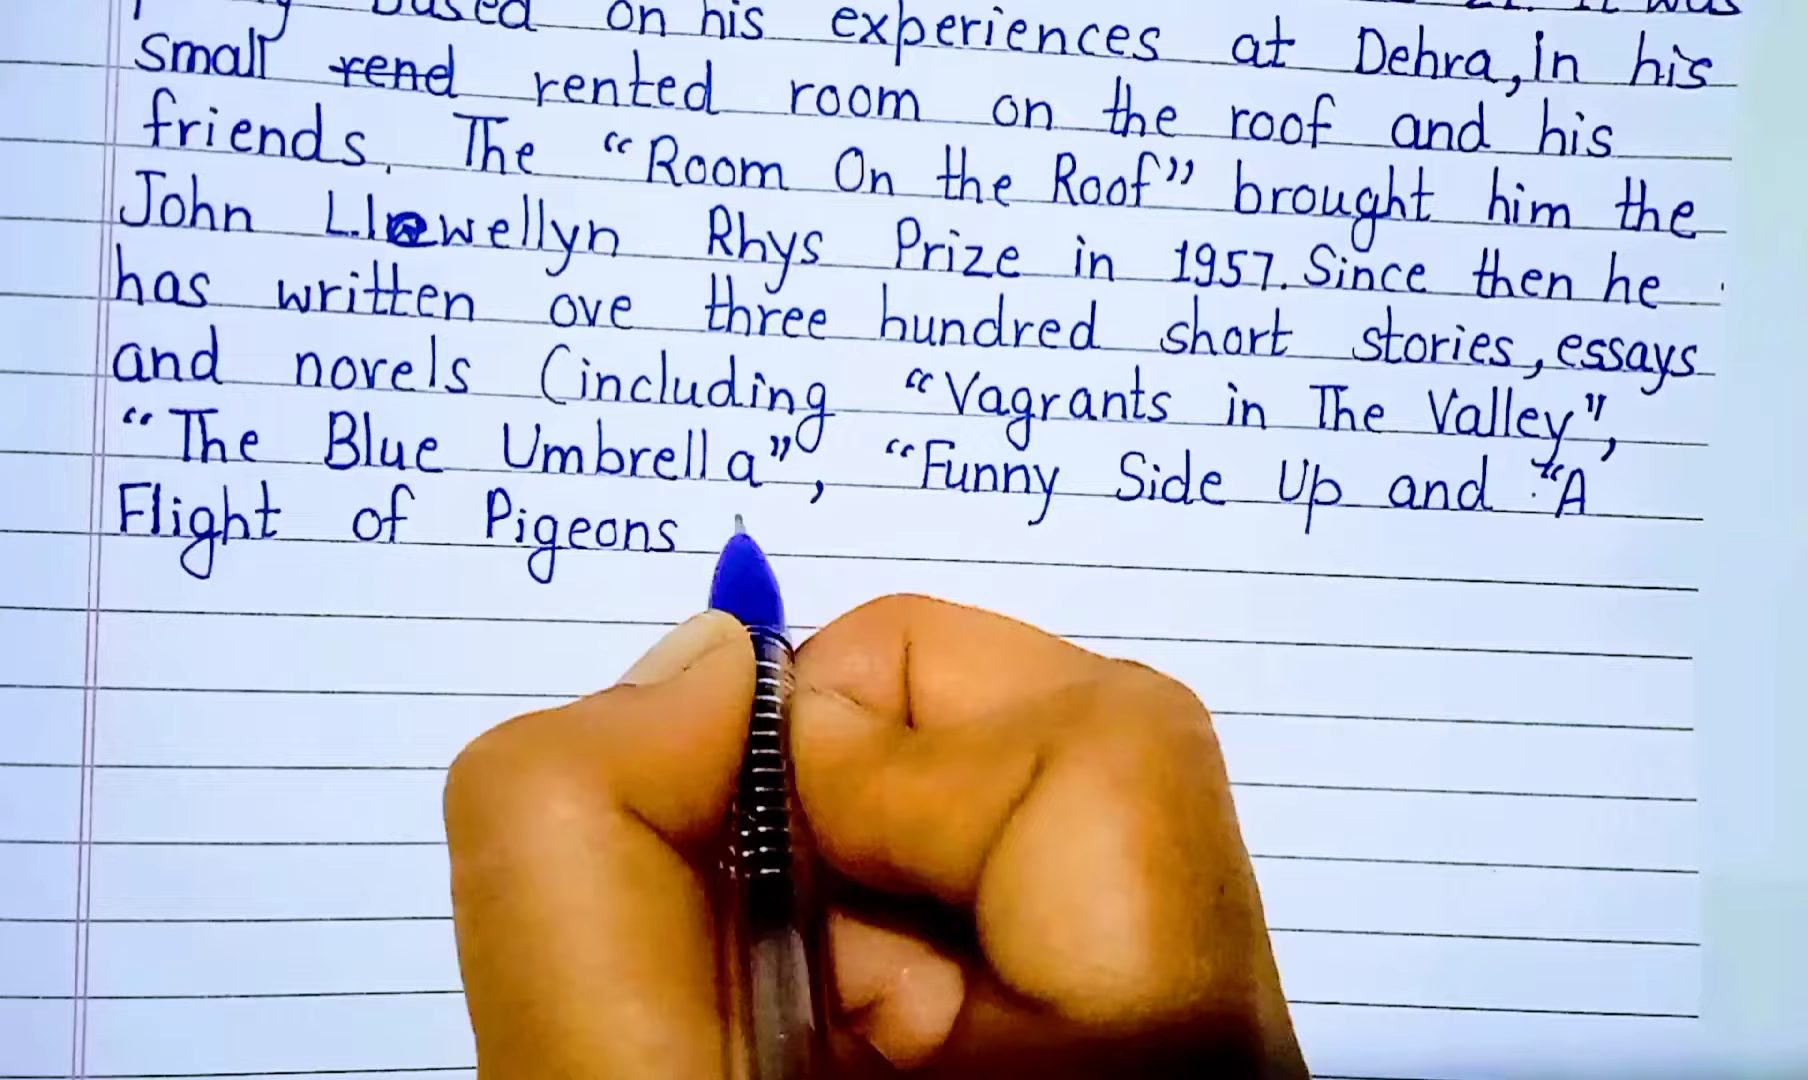 based on his experiences at Dehra, in his
small rend rented room on the roof and his
friends. The "Room On the Roof" brought him the
John Llewellyn Rhys Prize in 1957. Since then he
has written ove three hundred short stories, essays
and novels (including "Vagrants in The Valley",
"The Blue Umbrella", "Funny Side Up and "A
Flight of Pigeons